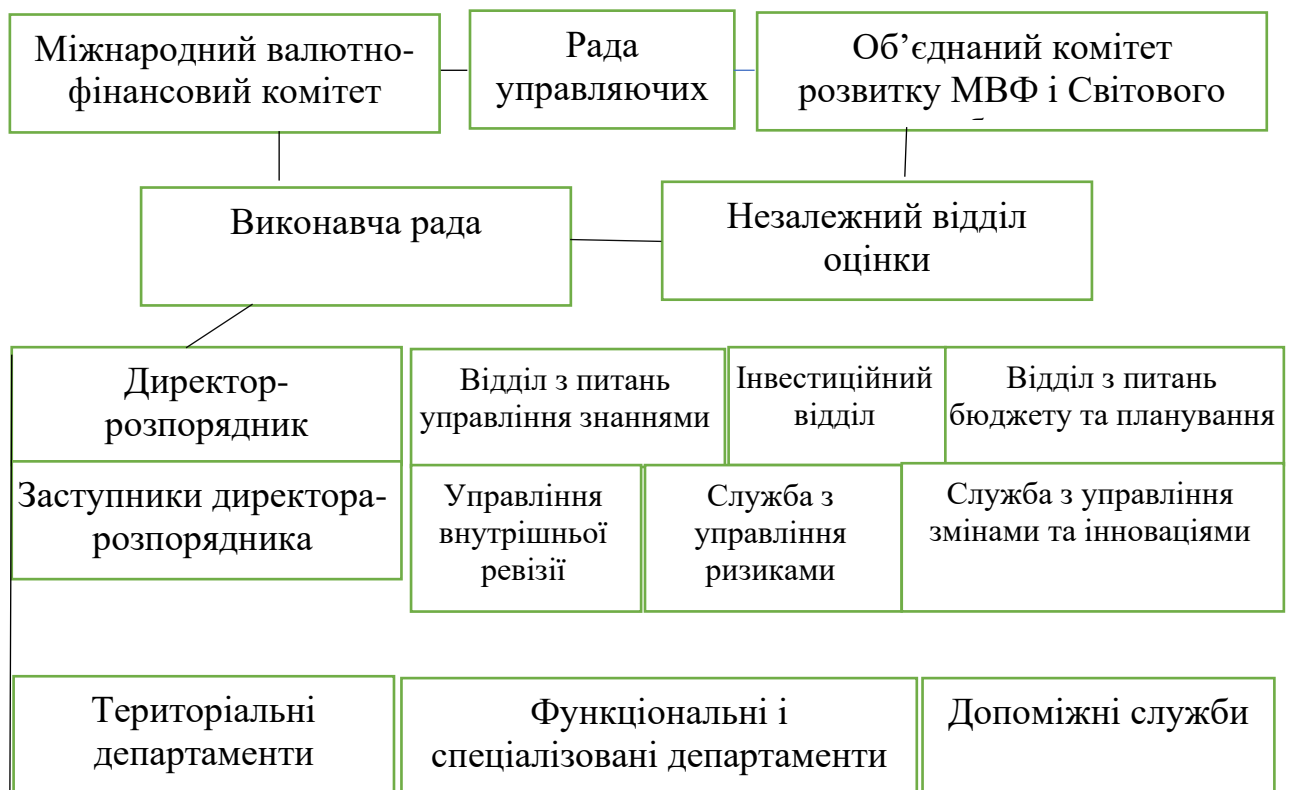 Міжнародний валютно-
фінансовий комітет
Рада
управляючих
Об’єднаний комітет
розвитку МВФ і Світового
Виконавча рада
Незалежний відділ
оцінки
Директор-
розпорядник
Відділ з питань
управління знаннями
Інвестиційний
відділ
Відділ з питань
бюджету та планування
Заступники директора-
розпорядника
Управління
внутрішньої
ревізії
Служба з
управління
ризиками
Служба з управління
змінами та інноваціями
Територіальні
департаменти
Функціональні і
спеціалізовані департаменти
Допоміжні служби